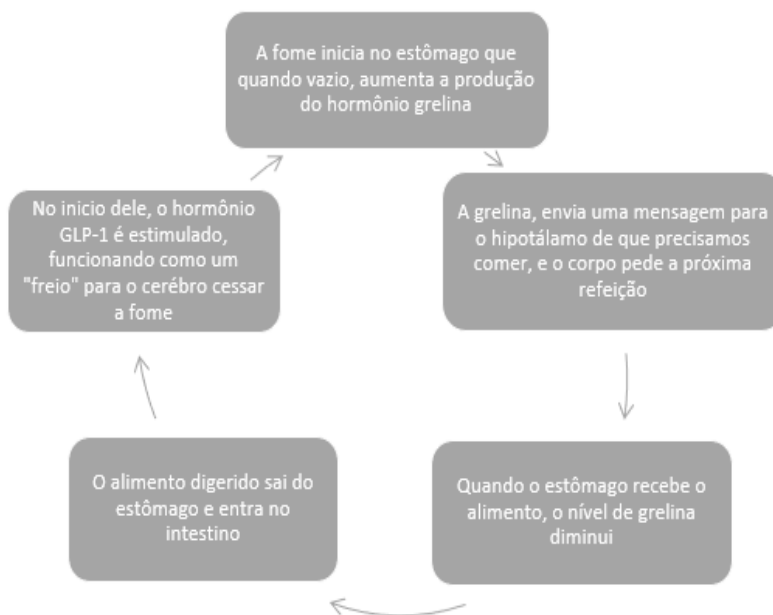 A fome inicia no estômago que
quando vazio, aumenta a produção
do hormônio grelina
A grelina, envia uma mensagem para
o hipotálamo de que precisamos
comer, e o corpo pede a próxima
refeição
Quando o estômago recebe o
alimento, o nível de grelina
diminui
O alimento digerido sai do
estômago e entra no
intestino
No inicio dele, o hormônio
GLP-1 é estimulado,
funcionando como um
"freio" para o cerébro cessar
a fome